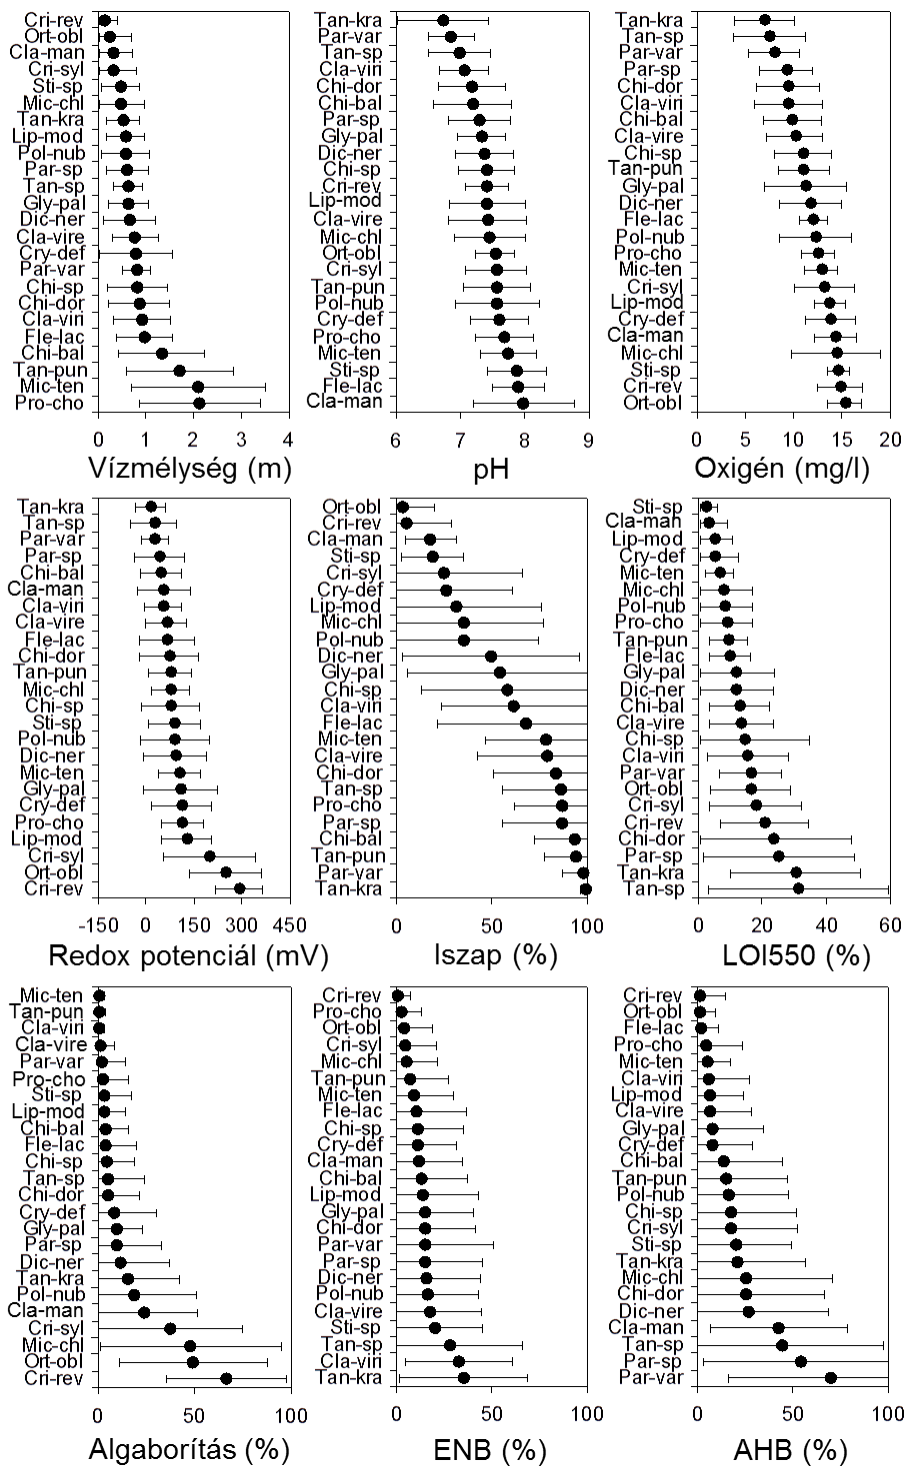 Cri-rev
Ort-obl
Cla-man
Cri-syl
Sti-sp
Mic-chl
Tan-kra
Lip-mod
Pol-nub
Par-sp
Tan-sp
Gly-pal
Dic-ner
Cla-vire
Cry-def
Par-var
Chi-sp
Chi-dor
Cla-viri
Fle-lac
Chi-bal
Tan-pun
Mic-ten
Pro-cho
0 1 2 3 4
Vízmélység (m)
Tan-kra
Par-var
Tan-sp
Cla-viri
Chi-dor
Chi-bal
Par-sp
Gly-pal
Dic-ner
Chi-sp
Cri-rev
Lip-mod
Cla-vire
Mic-chl
Ort-obl
Cri-syl
Tan-pun
Pol-nub
Cry-def
Pro-cho
Mic-ten
Sti-sp
Fle-lac
Cla-man
6 7 8 9
pH
Tan-kra
Tan-sp
Par-var
Par-sp
Chi-dor
Cla-viri
Chi-bal
Cla-vire
Chi-sp
Tan-pun
Gly-pal
Dic-ner
Fle-lac
Pol-nub
Pro-cho
Mic-ten
Cri-syl
Lip-mod
Cry-def
Cla-man
Mic-chl
Sti-sp
Cri-rev
Ort-obl
0 5 10 15 20
Oxigén (mg/l)
Tan-kra
Tan-sp
Par-var
Par-sp
Chi-bal
Cla-man
Cla-viri
Cla-vire
Fle-lac
Chi-dor
Tan-pun
Mic-chl
Chi-sp
Sti-sp
Pol-nub
Dic-ner
Mic-ten
Gly-pal
Cry-def
Pro-cho
Lip-mod
Cri-syl
Ort-obl
Cri-rev
-150 0 150 300 450
Redox potenciál (mV)
Ort-obl
Cri-rev
Cla-man
Sti-sp
Cri-syl
Cry-def
Lip-mod
Mic-chl
Pol-nub
Dic-ner
Gly-pal
Chi-sp
Cla-viri
Fle-lac
Mic-ten
Cla-vire
Chi-dor
Tan-sp
Pro-cho
Par-sp
Chi-bal
Tan-pun
Par-var
Tan-kra
0 50 100
Iszap (%)
Sti-sp
Cla-man
Lip-mod
Cry-def
Mic-ten
Mic-chl
Pol-nub
Pro-cho
Tan-pun
Fle-lac
Gly-pal
Dic-ner
Chi-bal
Cla-vire
Chi-sp
Cla-viri
Par-var
Ort-obl
Cri-syl
Cri-rev
Chi-dor
Par-sp
Tan-kra
Tan-sp
0 20 40 60
LOI550 (%)
Mic-ten
Tan-pun
Cla-viri
Cla-vire
Par-var
Pro-cho
Sti-sp
Lip-mod
Chi-bal
Fle-lac
Chi-sp
Tan-sp
Chi-dor
Cry-def
Gly-pal
Par-sp
Dic-ner
Tan-kra
Pol-nub
Cla-man
Cri-syl
Mic-chl
Ort-obl
Cri-rev
0 50 100
Algaborítás (%)
Cri-rev
Pro-cho
Ort-obl
Cri-syl
Mic-chl
Tan-pun
Mic-ten
Fle-lac
Chi-sp
Cry-def
Cla-man
Chi-bal
Lip-mod
Gly-pal
Chi-dor
Par-var
Par-sp
Dic-ner
Pol-nub
Cla-vire
Sti-sp
Tan-sp
Cla-viri
Tan-kra
0 50 100
ENB (%)
Cri-rev
Ort-obl
Fle-lac
Pro-cho
Mic-ten
Cla-viri
Lip-mod
Cla-vire
Gly-pal
Cry-def
Chi-bal
Tan-pun
Pol-nub
Chi-sp
Cri-syl
Sti-sp
Tan-kra
Mic-chl
Chi-dor
Dic-ner
Cla-man
Tan-sp
Par-sp
Par-var
0 50 100
AHB (%)